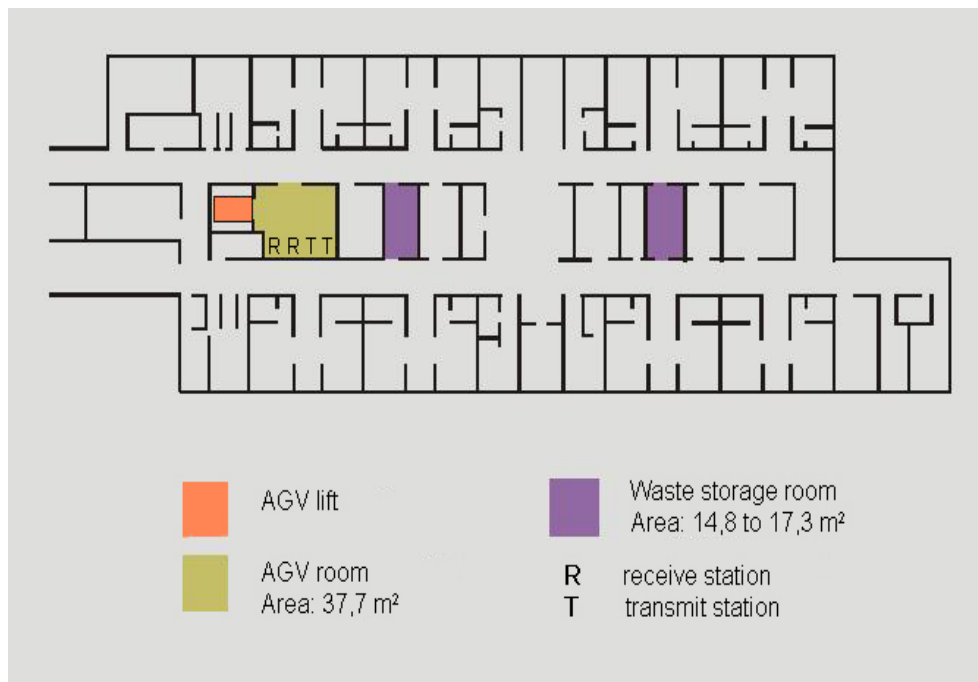 R R T T
AGV lift
AGV room
Area: 37,7 m²
Waste storage room
Area: 14,8 to 17,3 m²
R receive station
T transmit station